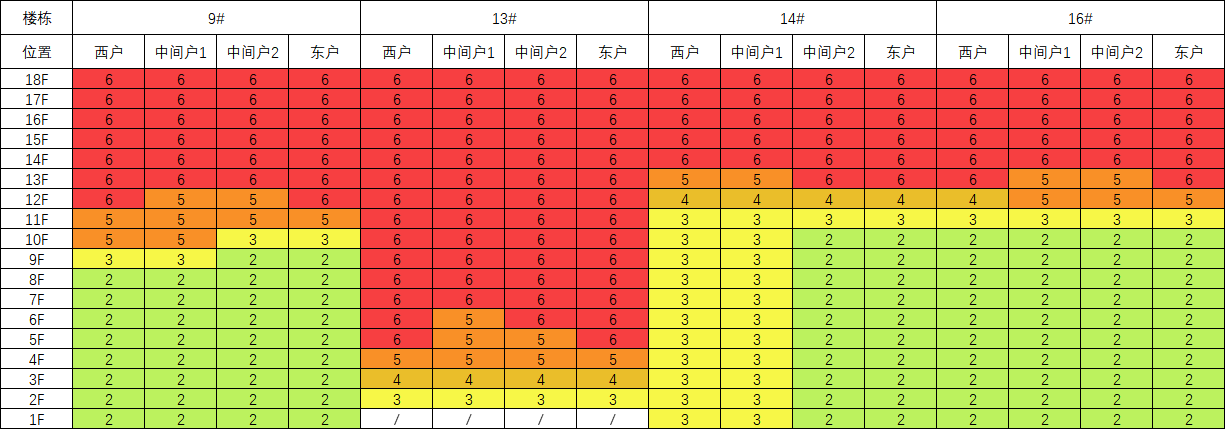 楼栋 9# 13# 14# 16#
位置 西户 中间户1 中间户2 东户 西户 中间户1 中间户2 东户 西户 中间户1 中间户2 东户 西户 中间户1 中间户2 东户
18F 6 6 6 6 6 6 6 6 6 6 6 6 6 6 6 6
17F 6 6 6 6 6 6 6 6 6 6 6 6 6 6 6 6
16F 6 6 6 6 6 6 6 6 6 6 6 6 6 6 6 6
15F 6 6 6 6 6 6 6 6 6 6 6 6 6 6 6 6
14F 6 6 6 6 6 6 6 6 6 6 6 6 6 6 6 6
13F 6 6 6 6 6 6 6 6 5 5 6 6 6 5 5 6
12F 6 5 5 6 6 6 6 6 4 4 4 4 4 5 5 5
11F 5 5 5 5 6 6 6 6 3 3 3 3 3 3 3 3
10F 5 5 3 3 6 6 6 6 3 3 2 2 2 2 2 2
9F 3 3 2 2 6 6 6 6 3 3 2 2 2 2 2 2
8F 2 2 2 2 6 6 6 6 3 3 2 2 2 2 2 2
7F 2 2 2 2 6 6 6 6 3 3 2 2 2 2 2 2
6F 2 2 2 2 6 5 6 6 3 3 2 2 2 2 2 2
5F 2 2 2 2 6 5 5 6 3 3 2 2 2 2 2 2
4F 2 2 2 2 5 5 5 5 3 3 2 2 2 2 2 2
3F 2 2 2 2 4 4 4 4 3 3 2 2 2 2 2 2
2F 2 2 2 2 3 3 3 3 3 3 2 2 2 2 2 2
1F 2 2 2 2 / / / / 3 3 2 2 2 2 2 2